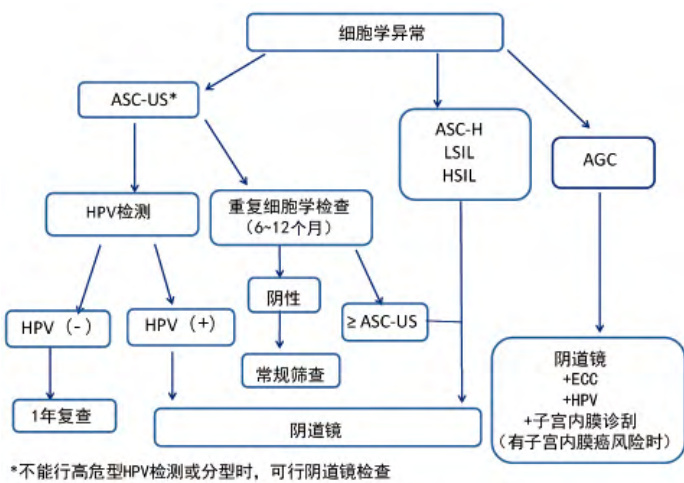 细胞学异常
ASC-US*
ASC-H
LSIL
HSIL
AGC
HPV检测
重复细胞学检查
（6~12个月）
HPV（-）
HPV（+）
阴性
≥ASC-US
1年复查
常规筛查
阴道镜
阴道镜
+ECC
+HPV
+子宫内膜诊刮
（有子宫内膜癌风险时）
*不能行高危型HPV检测或分型时，可行阴道镜检查